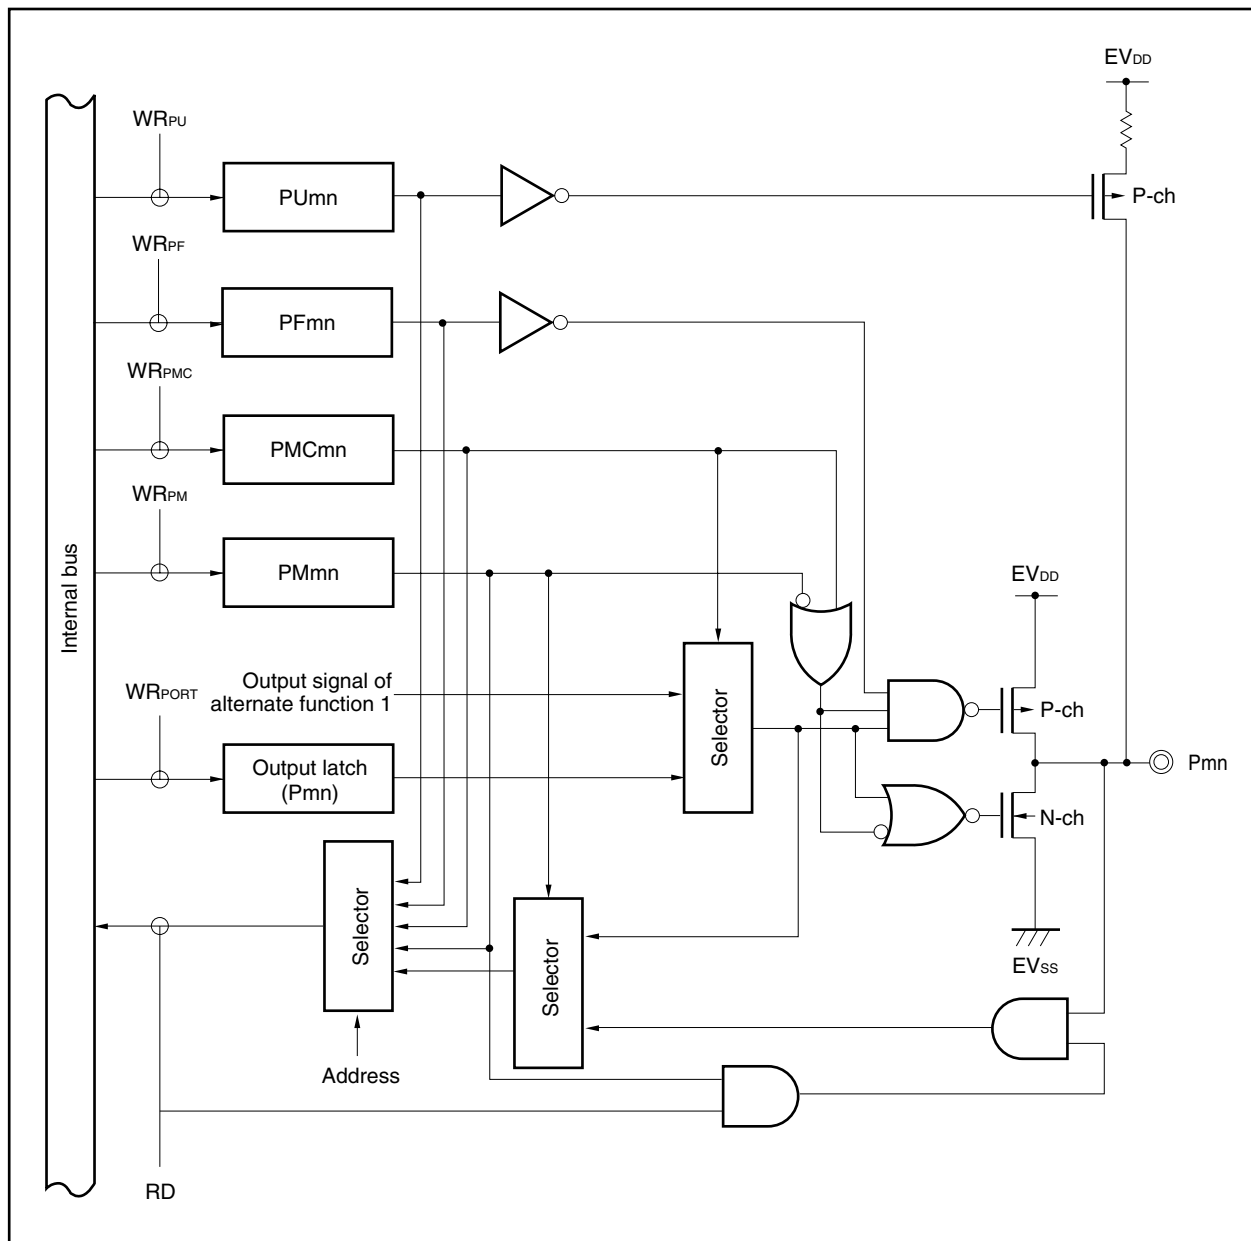 EVDD
WRPU
PUmn
P-ch
WRPF
PFmn
WRPMC
PMCmn
WRPM
PMmn
Internal bus
EVDD
Output signal of
alternate function 1
WRPORT
Selector
P-ch
Output latch
(Pmn)
Pmn
N-ch
Selector
Selector
EVSS
Address
RD